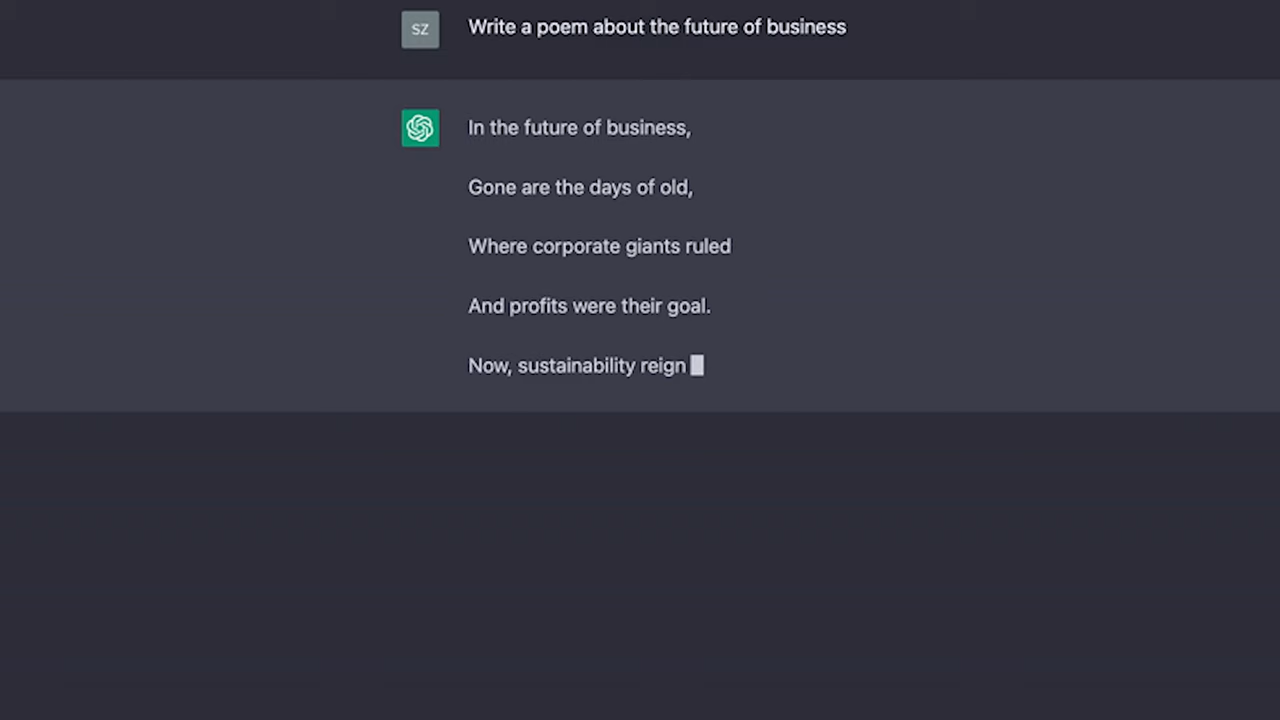 SZ
Write a poem about the future of business
In the future of business,
Gone are the days of old,
Where corporate giants ruled
And profits were their goal.
Now, sustainability reign